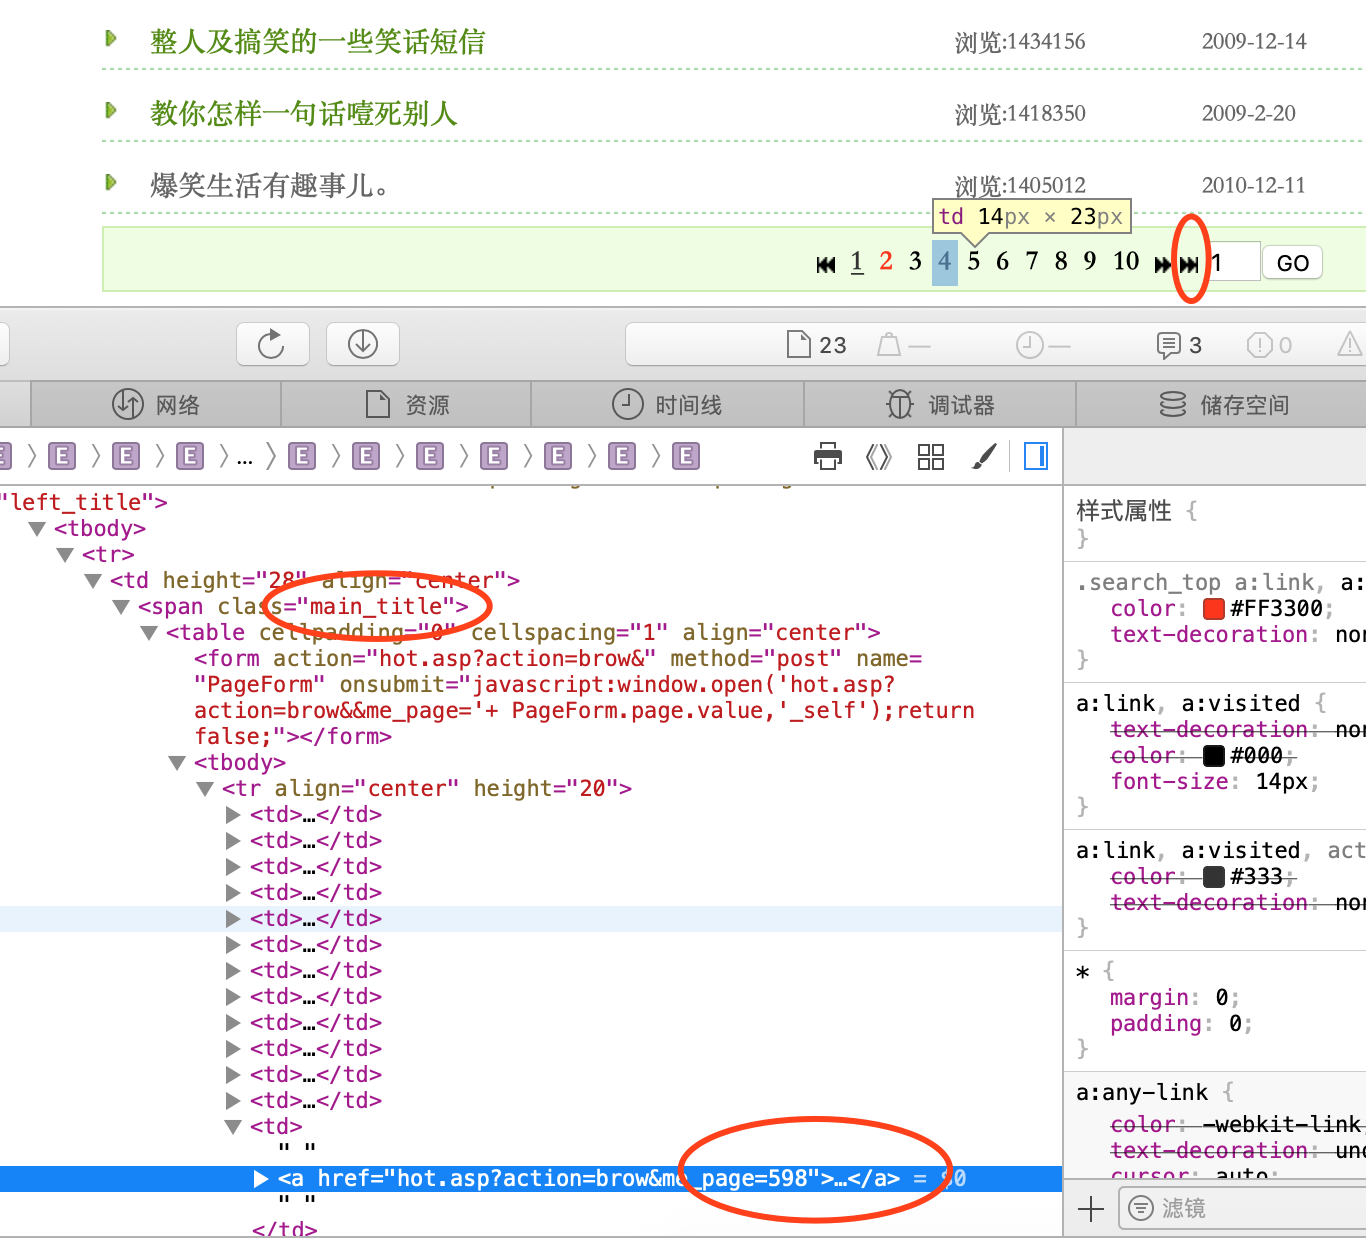 整人及搞笑的一些笑话短信 浏览:1434156 2009-12-14
教你怎样一句话噎死别人 浏览:1418350 2009-2-20
爆笑生活有趣事儿。 浏览:1405012 2010-12-11
td 14px × 23px
1 2 3 4 5 6 7 8 9 10 1 GO
23 — — 3 0
网络 资源 时间线 调试器 储存空间
E E E E ... E E E E E E E
"left_title">
<tbody>
<tr>
<td height="28" align="center">
<span class="main_title">
<table cellpadding="0" cellspacing="1" align="center">
<form action="hot.asp?action=brow&" method="post" name=
"PageForm" onsubmit="javascript:window.open('hot.asp?
action=brow&&me_page='+ PageForm.page.value,'_self');return
false;"></form>
<tbody>
<tr align="center" height="20">
<td>…</td>
<td>…</td>
<td>…</td>
<td>…</td>
<td>…</td>
<td>…</td>
<td>…</td>
<td>…</td>
<td>…</td>
<td>…</td>
<td>…</td>
<td>…</td>
<td>
" "
<a href="hot.asp?action=brow&me_page=598">…</a> = $0
" "
</td>
样式属性 {
}
.search_top a:link, a:
color: #FF3300;
text-decoration: non
}
a:link, a:visited {
text-decoration: non
color: #000;
font-size: 14px;
}
a:link, a:visited, act
color: #333;
text-decoration: non
}
* {
margin: 0;
padding: 0;
}
a:any-link {
color: -webkit-link
text-decoration: und
cursor: auto;
滤镜